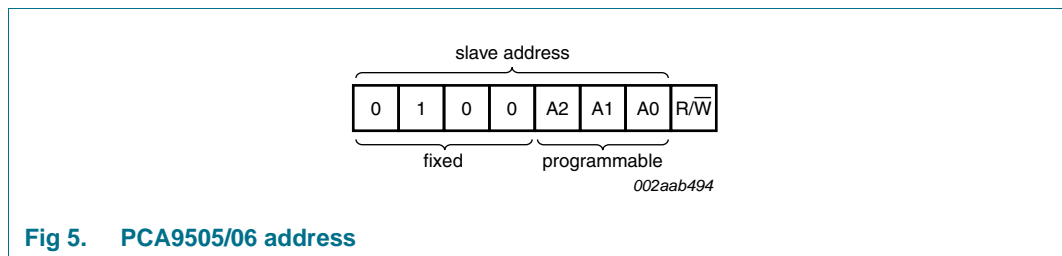 slave address
0 1 0 0 A2 A1 A0 R/W̅
fixed programmable
002aab494
Fig 5. PCA9505/06 address